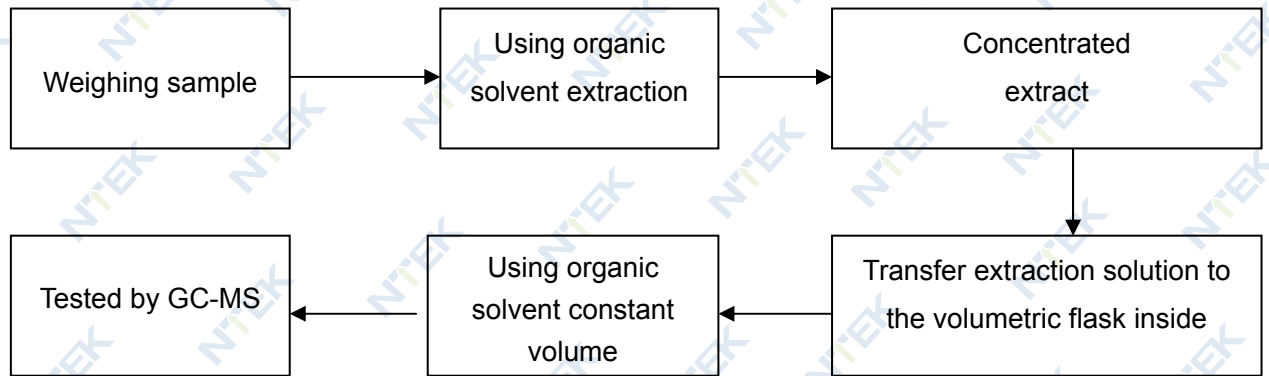 Weighing sample
Using organic
solvent extraction
Concentrated
extract
Transfer extraction solution to
the volumetric flask inside
Using organic
solvent constant
volume
Tested by GC-MS
NTEK